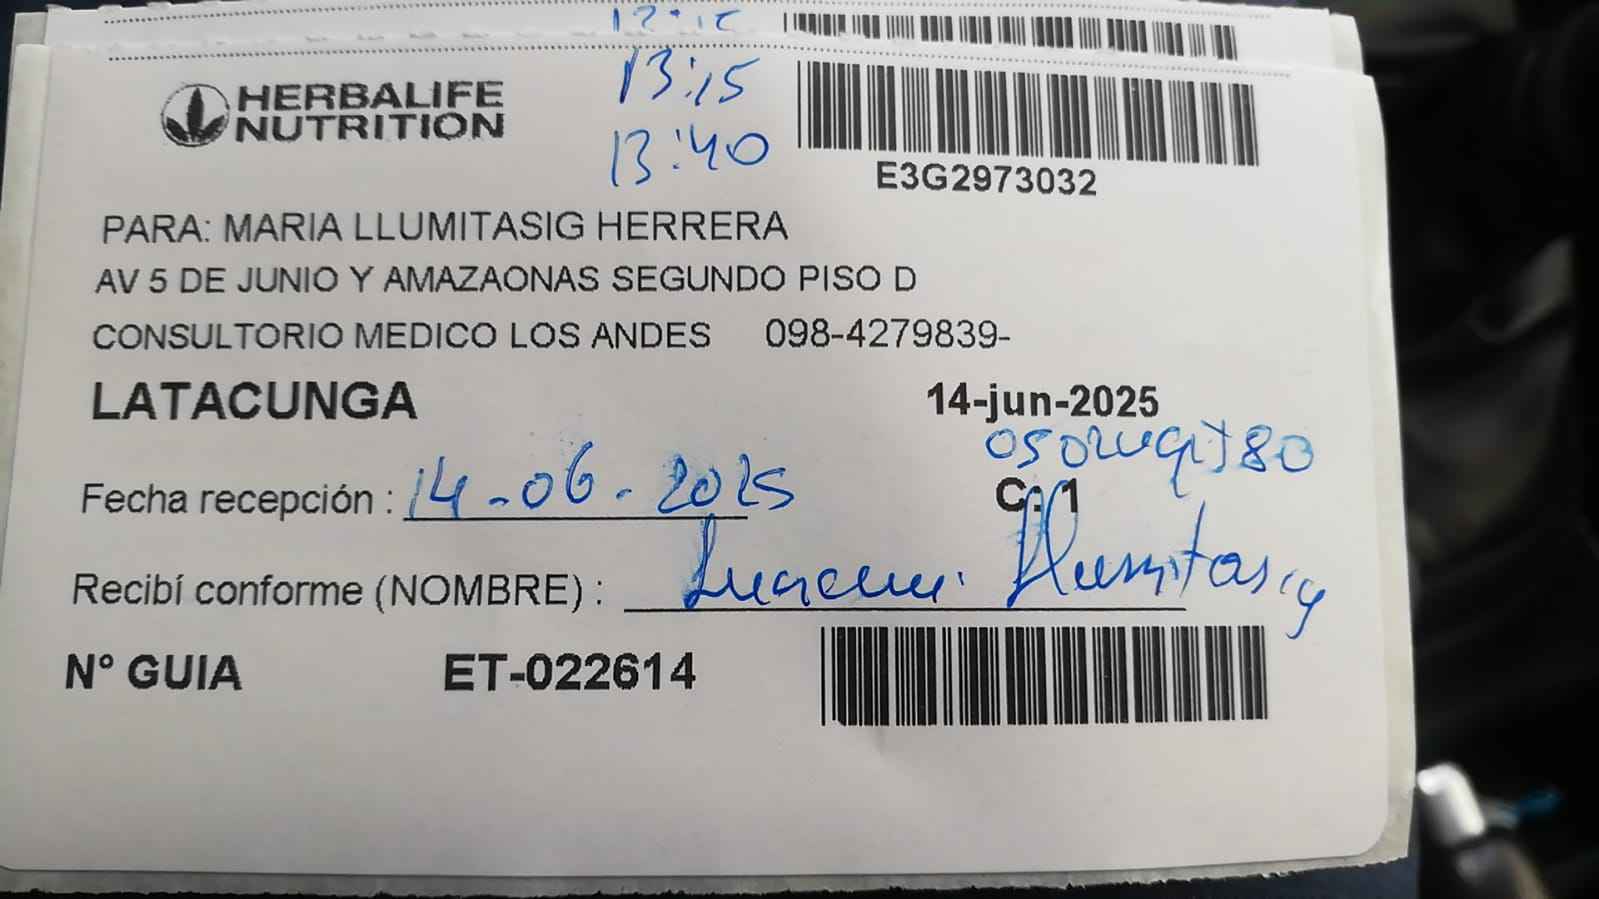 HERBALIFE
NUTRITION
13:15
13:40
E3G2973032
PARA: MARIA LLUMITASIG HERRERA
AV 5 DE JUNIO Y AMAZAONAS SEGUNDO PISO D
CONSULTORIO MEDICO LOS ANDES 098-4279839-
LATACUNGA 14-jun-2025
Fecha recepción : 14-06-2025
C: 1
Recibí conforme (NOMBRE) : Llumitasig
N° GUIA ET-022614